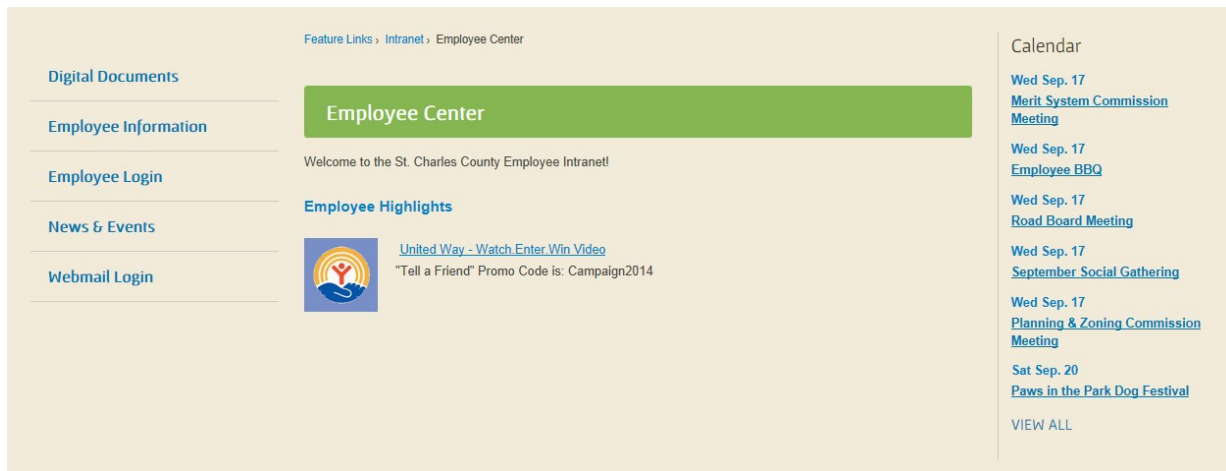 Feature Links › Intranet › Employee Center
Digital Documents
Employee Information
Employee Login
News & Events
Webmail Login
Employee Center
Welcome to the St. Charles County Employee Intranet!
Employee Highlights
United Way - Watch.Enter.Win Video
"Tell a Friend" Promo Code is: Campaign2014
Calendar
Wed Sep. 17
Merit System Commission
Meeting
Wed Sep. 17
Employee BBQ
Wed Sep. 17
Road Board Meeting
Wed Sep. 17
September Social Gathering
Wed Sep. 17
Planning & Zoning Commission
Meeting
Sat Sep. 20
Paws in the Park Dog Festival
VIEW ALL